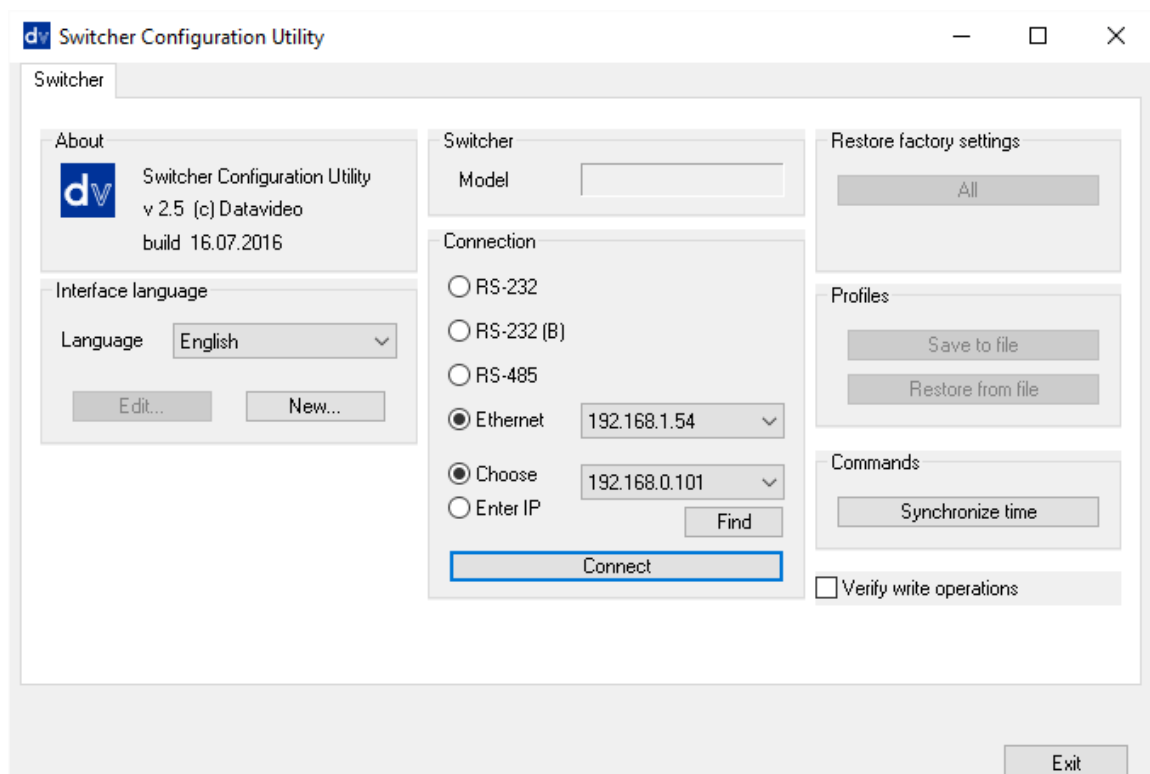 dv Switcher Configuration Utility
Switcher
About
dv
Switcher Configuration Utility
v 2.5 (c) Datavideo
build 16.07.2016
Interface language
Language English
Edit... New...
Switcher
Model
Connection
RS-232
RS-232 (B)
RS-485
Ethernet 192.168.1.54
Choose 192.168.0.101
Enter IP
Find
Connect
Restore factory settings
All
Profiles
Save to file
Restore from file
Commands
Synchronize time
Verify write operations
Exit